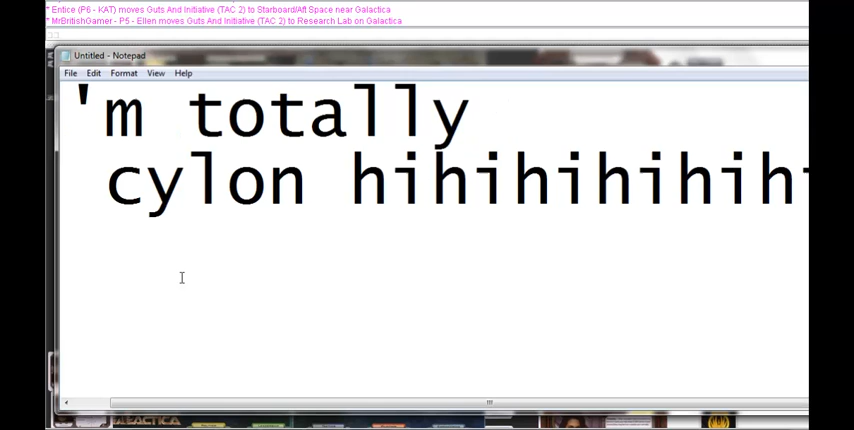 * Entice (P6 - KAT) moves Guts And Initiative (TAC 2) to Starboard/Aft Space near Galactica
* MrBritishGamer - P5 - Ellen moves Guts And Initiative (TAC 2) to Research Lab on Galactica
Untitled - Notepad
File Edit Format View Help
'm totally
cylon hihihihihihi
GALACTICA